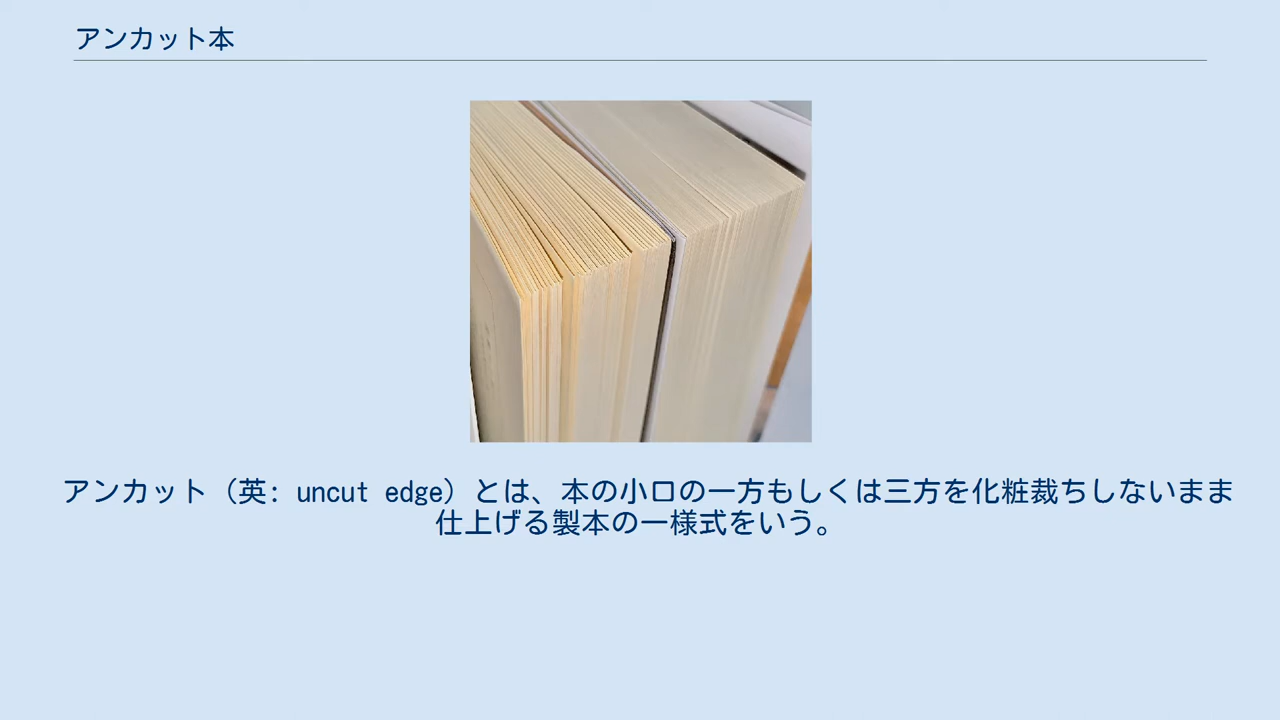 アンカット本
アンカット（英: uncut edge）とは、本の小口の一方もしくは三方を化粧裁ちしないまま
仕上げる製本の一様式をいう。